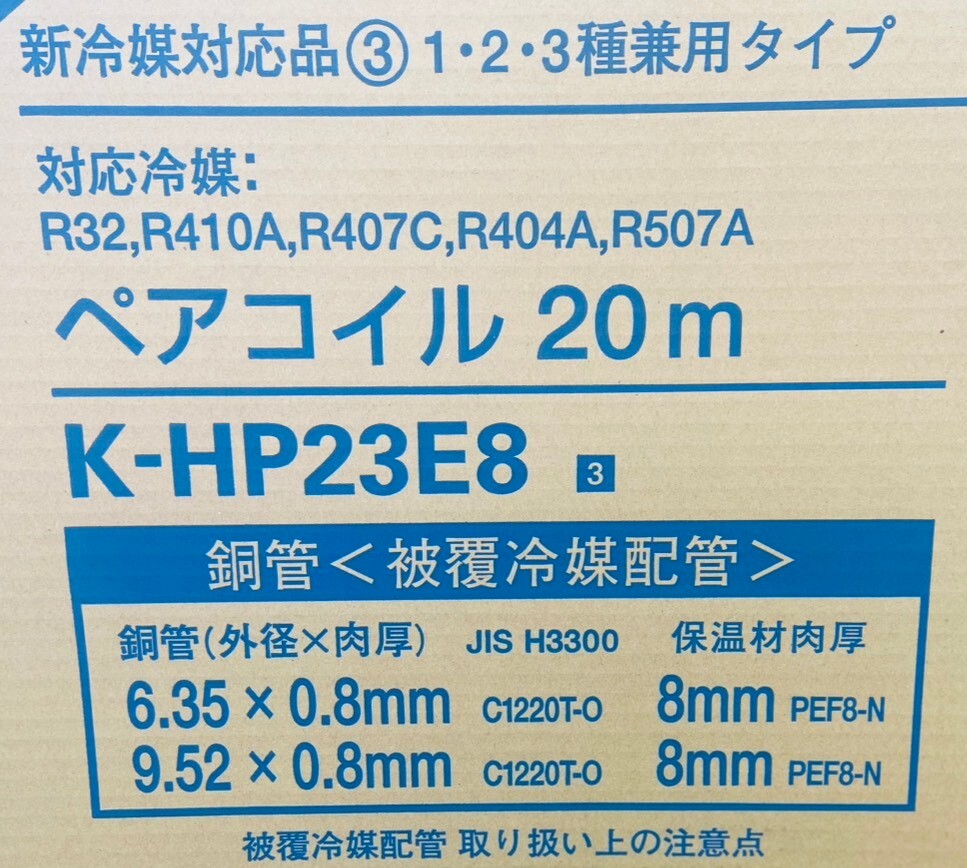 新冷媒対応品③1・2・3種兼用タイプ
対応冷媒:
R32,R410A,R407C,R404A,R507A
ペアコイル 20m
K-HP23E8 3
銅管<被覆冷媒配管>
銅管(外径×肉厚) JIS H3300 保温材肉厚
6.35×0.8mm C1220T-O 8mm PEF8-N
9.52×0.8mm C1220T-O 8mm PEF8-N
被覆冷媒配管 取り扱い上の注意点